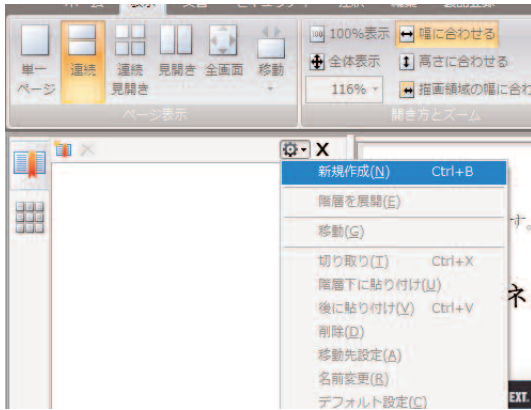 表示
単一ページ
連続
連続見開き
見開き
全画面
移動
ページ表示
100%表示
幅に合わせる
全体表示
高さに合わせる
116%
描画領域の幅に合わ
開き方とズーム
X
新規作成(N) Ctrl+B
階層を展開(E)
移動(G)
切り取り(T) Ctrl+X
階層下に貼り付け(U)
後に貼り付け(V) Ctrl+V
削除(D)
移動先設定(A)
名前変更(R)
デフォルト設定(C)
す。
ネ
EXT